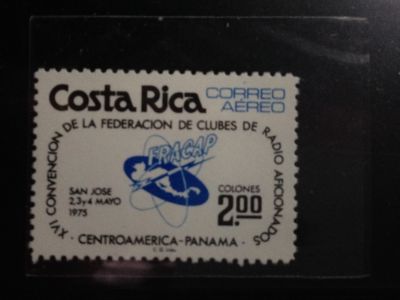 Costa Rica
CORREO
AÉREO
XVI CONVENCION DE LA FEDERACION DE CLUBES DE RADIO AFICIONADOS
FRACAP
SAN JOSE
2,3 y 4 MAYO
1975
COLONES
2.00
· CENTROAMERICA-PANAMA ·